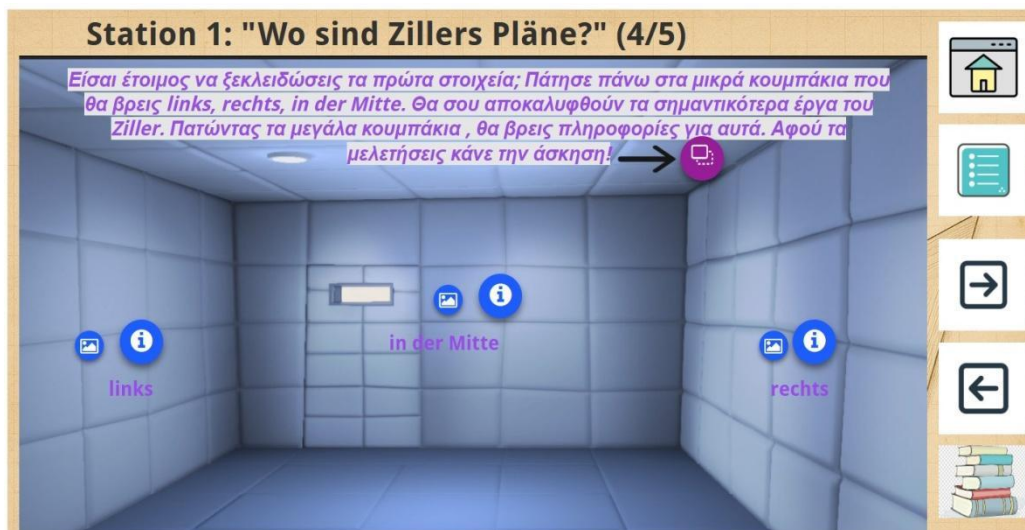 Station 1: "Wo sind Zillers Pläne?" (4/5)
Είσαι έτοιμος να ξεκλειδώσεις τα πρώτα στοιχεία; Πάτησε πάνω στα μικρά κουμπάκια που
θα βρεις links, rechts, in der Mitte. Θα σου αποκαλυφθούν τα σημαντικότερα έργα του
Ziller. Πατώντας τα μεγάλα κουμπάκια , θα βρεις πληροφορίες για αυτά. Αφού τα
μελετήσεις κάνε την άσκηση!
in der Mitte
links
rechts